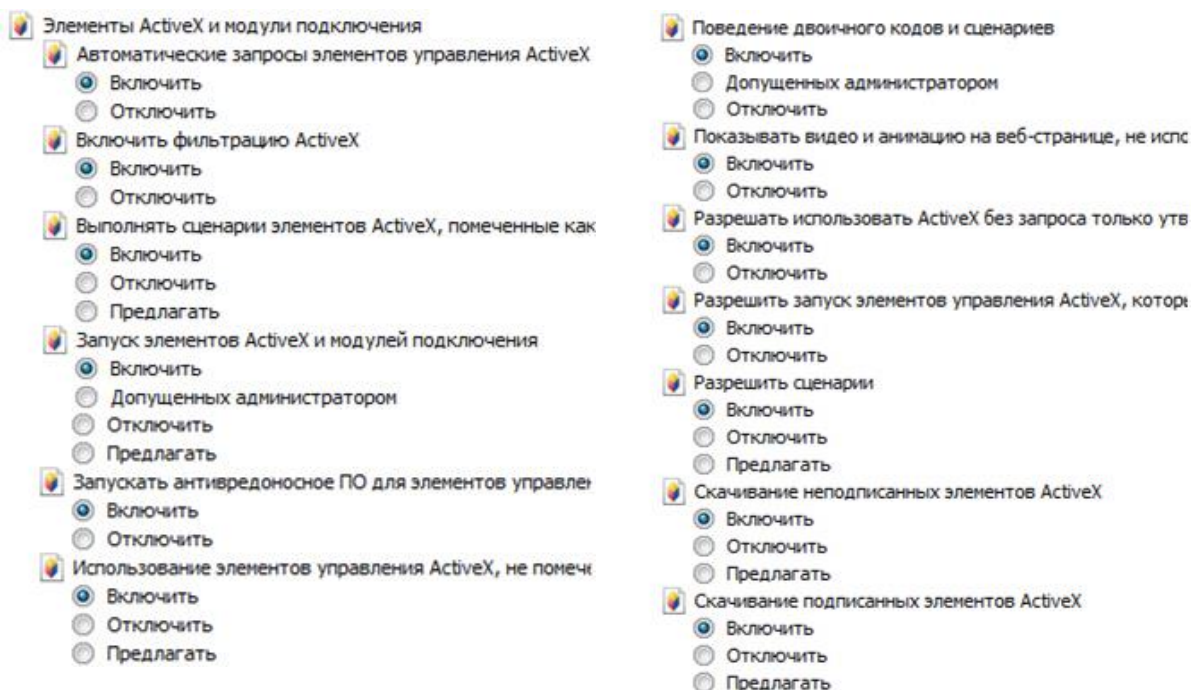 Элементы ActiveX и модули подключения
Автоматические запросы элементов управления ActiveX
Включить
Отключить
Включить фильтрацию ActiveX
Включить
Отключить
Выполнять сценарии элементов ActiveX, помеченные как
Включить
Отключить
Предлагать
Запуск элементов ActiveX и модулей подключения
Включить
Допущенных администратором
Отключить
Предлагать
Запускать антивредоносное ПО для элементов
Включить
Отключить
Использование элементов управления ActiveX, не
Включить
Отключить
Предлагать
Поведение двоичного кодов и сценариев
Включить
Допущенных администратором
Отключить
Показывать видео и анимацию на веб-странице, не
Включить
Отключить
Разрешать использовать ActiveX без запроса только
Включить
Отключить
Разрешить запуск элементов управления ActiveX,
Включить
Отключить
Разрешить сценарии
Включить
Отключить
Предлагать
Скачивание неподписанных элементов ActiveX
Включить
Отключить
Предлагать
Скачивание подписанных элементов ActiveX
Включить
Отключить
Предлагать